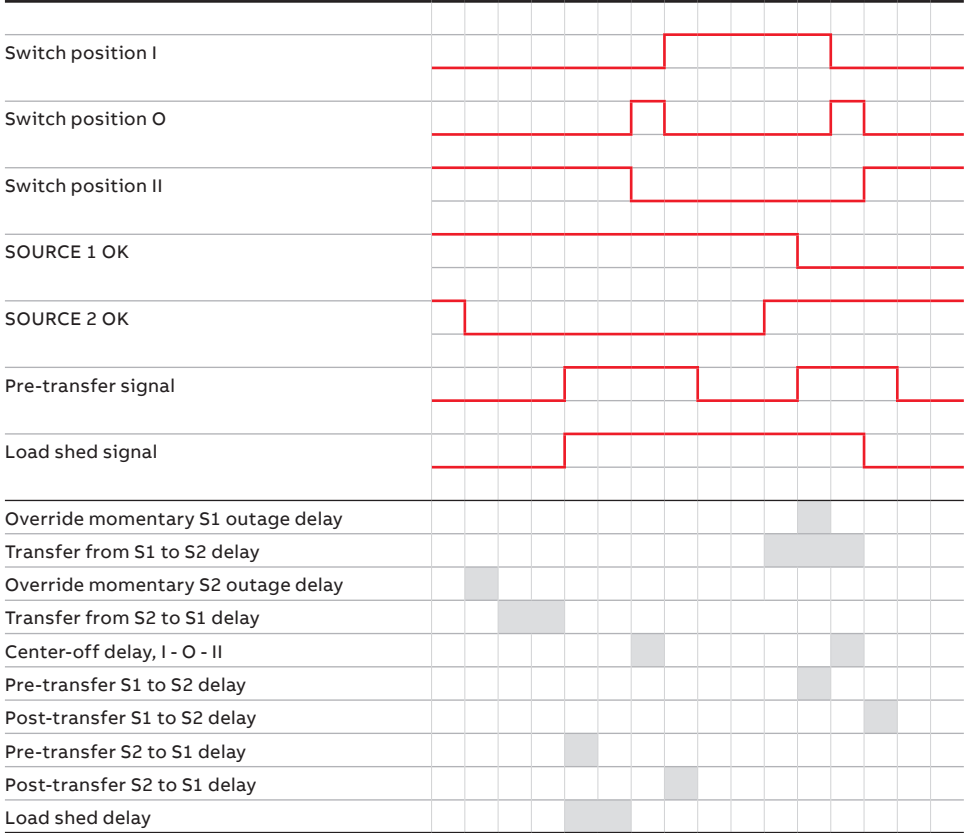 Switch position I
Switch position O
Switch position II
SOURCE 1 OK
SOURCE 2 OK
Pre-transfer signal
Load shed signal
Override momentary S1 outage delay
Transfer from S1 to S2 delay
Override momentary S2 outage delay
Transfer from S2 to S1 delay
Center-off delay, I - O - II
Pre-transfer S1 to S2 delay
Post-transfer S1 to S2 delay
Pre-transfer S2 to S1 delay
Post-transfer S2 to S1 delay
Load shed delay